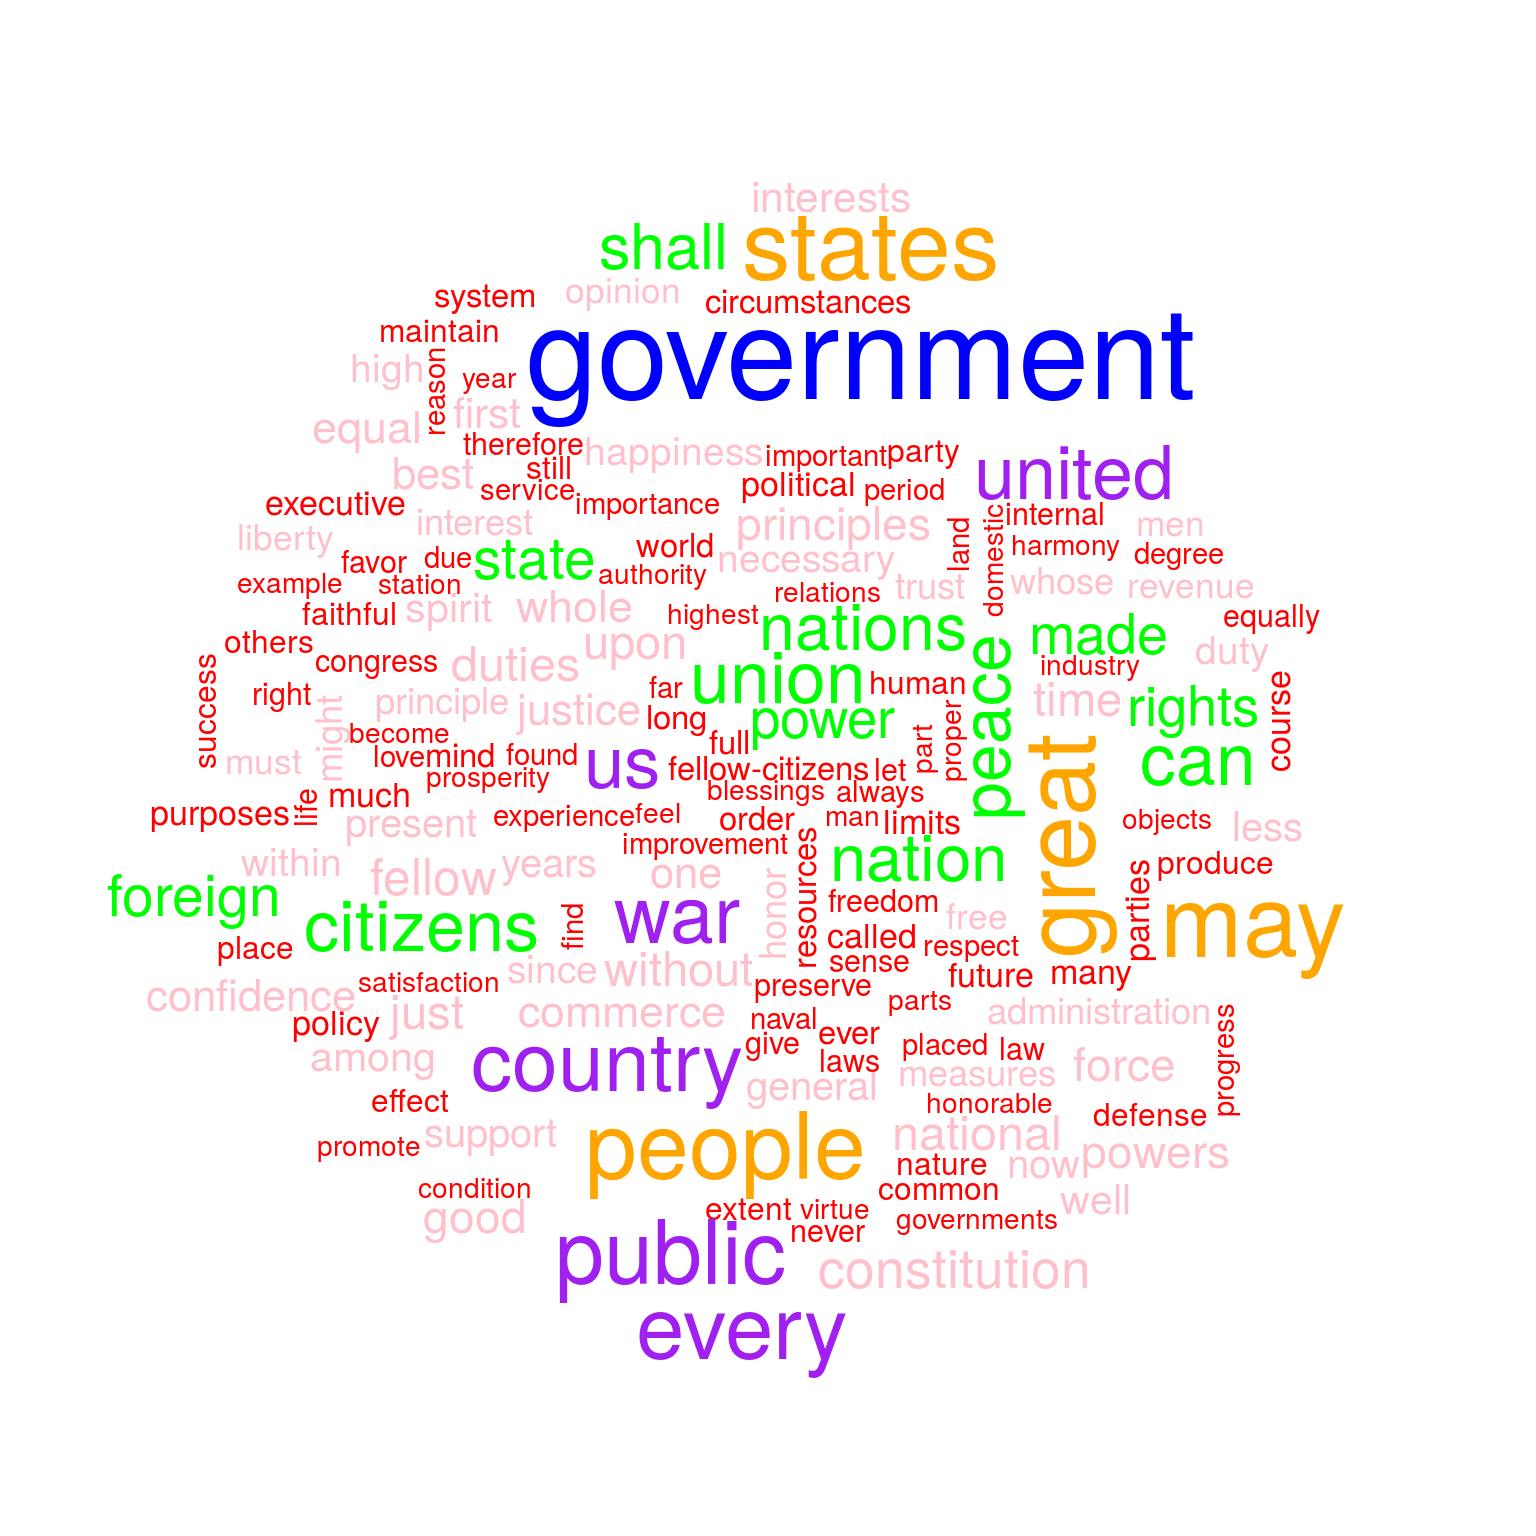 interests
shall
states
system
opinion
circumstances
maintain
government
high
reason
year
equal
first
therefore
happiness
important
party
best
still
united
executive
service
importance
political
period
liberty
interest
principles
land
domestic
internal
men
favor
due
state
world
necessary
harmony
degree
example
station
authority
relations
trust
whose
revenue
faithful
spirit
whole
highest
nations
made
equally
others
congress
duties
upon
union
human
peace
industry
duty
success
right
principle
justice
far
long
power
time
rights
course
might
become
full
part
proper
must
love
mind
found
us
fellow-citizens
let
great
can
prosperity
blessings
always
purposes
life
much
present
experience
feel
order
man
limits
objects
less
improvement
resources
nation
within
fellow
years
one
honor
freedom
free
parties
produce
may
foreign
citizens
find
war
called
respect
place
sense
satisfaction
since
without
preserve
future
many
confidence
just
commerce
naval
parts
administration
policy
ever
progress
among
country
give
laws
placed
law
general
measures
force
effect
honorable
defense
promote
support
people
national
nature
now
powers
condition
common
good
extent
virtue
governments
well
never
public
constitution
every